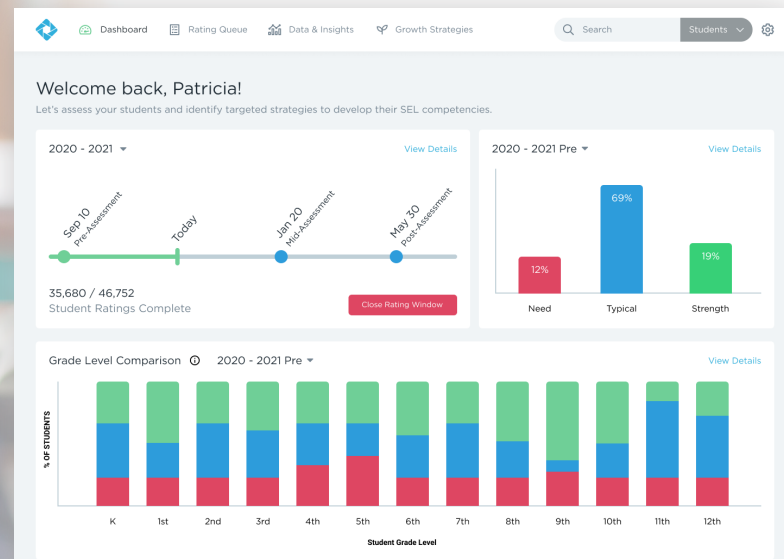 Dashboard
Rating Queue
Data & Insights
Growth Strategies
Search
Students
Welcome back, Patricia!
Let's assess your students and identify targeted strategies to develop their SEL competencies.
2020 - 2021
View Details
Sep 10
Pre-Assessment
Today
Jan 20
Mid-Assessment
May 30
Post-Assessment
35,680 / 46,752
Student Ratings Complete
Close Rating Window
2020 - 2021 Pre
View Details
12%
69%
19%
Need
Typical
Strength
Grade Level Comparison
2020 - 2021 Pre
View Details
% OF STUDENTS
K
1st
2nd
3rd
4th
5th
6th
7th
8th
9th
10th
11th
12th
Student Grade Level